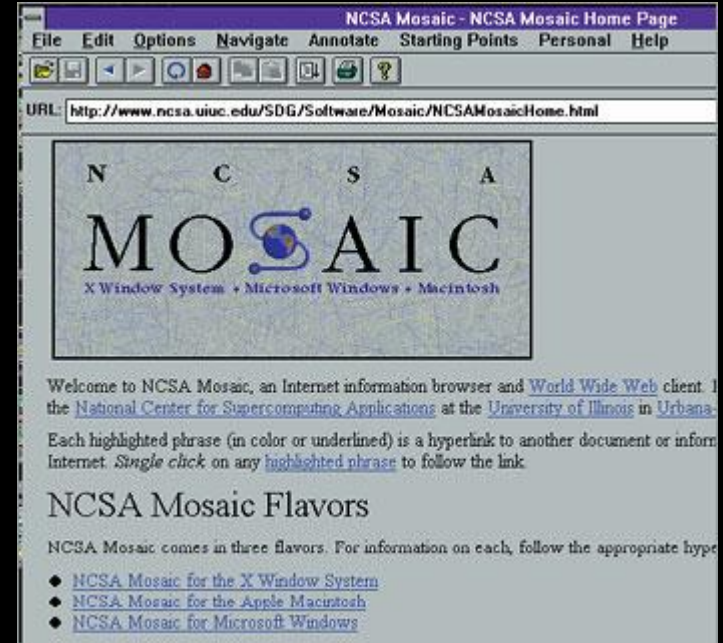 NCSA Mosaic - NCSA Mosaic Home Page
File Edit Options Navigate Annotate Starting Points Personal Help
URL: http://www.ncsa.uiuc.edu/SDG/Software/Mosaic/NCSAMosaicHome.html
N C S A
MOSAIC
X Window System • Microsoft Windows • Macintosh
Welcome to NCSA Mosaic, an Internet information browser and World Wide Web client.
the National Center for Supercomputing Applications at the University of Illinois in Urbana-
Each highlighted phrase (in color or underlined) is a hyperlink to another document or inforn
Internet. Single click on any highlighted phrase to follow the link.
NCSA Mosaic Flavors
NCSA Mosaic comes in three flavors. For information on each, follow the appropriate hype
◆ NCSA Mosaic for the X Window System
◆ NCSA Mosaic for the Apple Macintosh
◆ NCSA Mosaic for Microsoft Windows